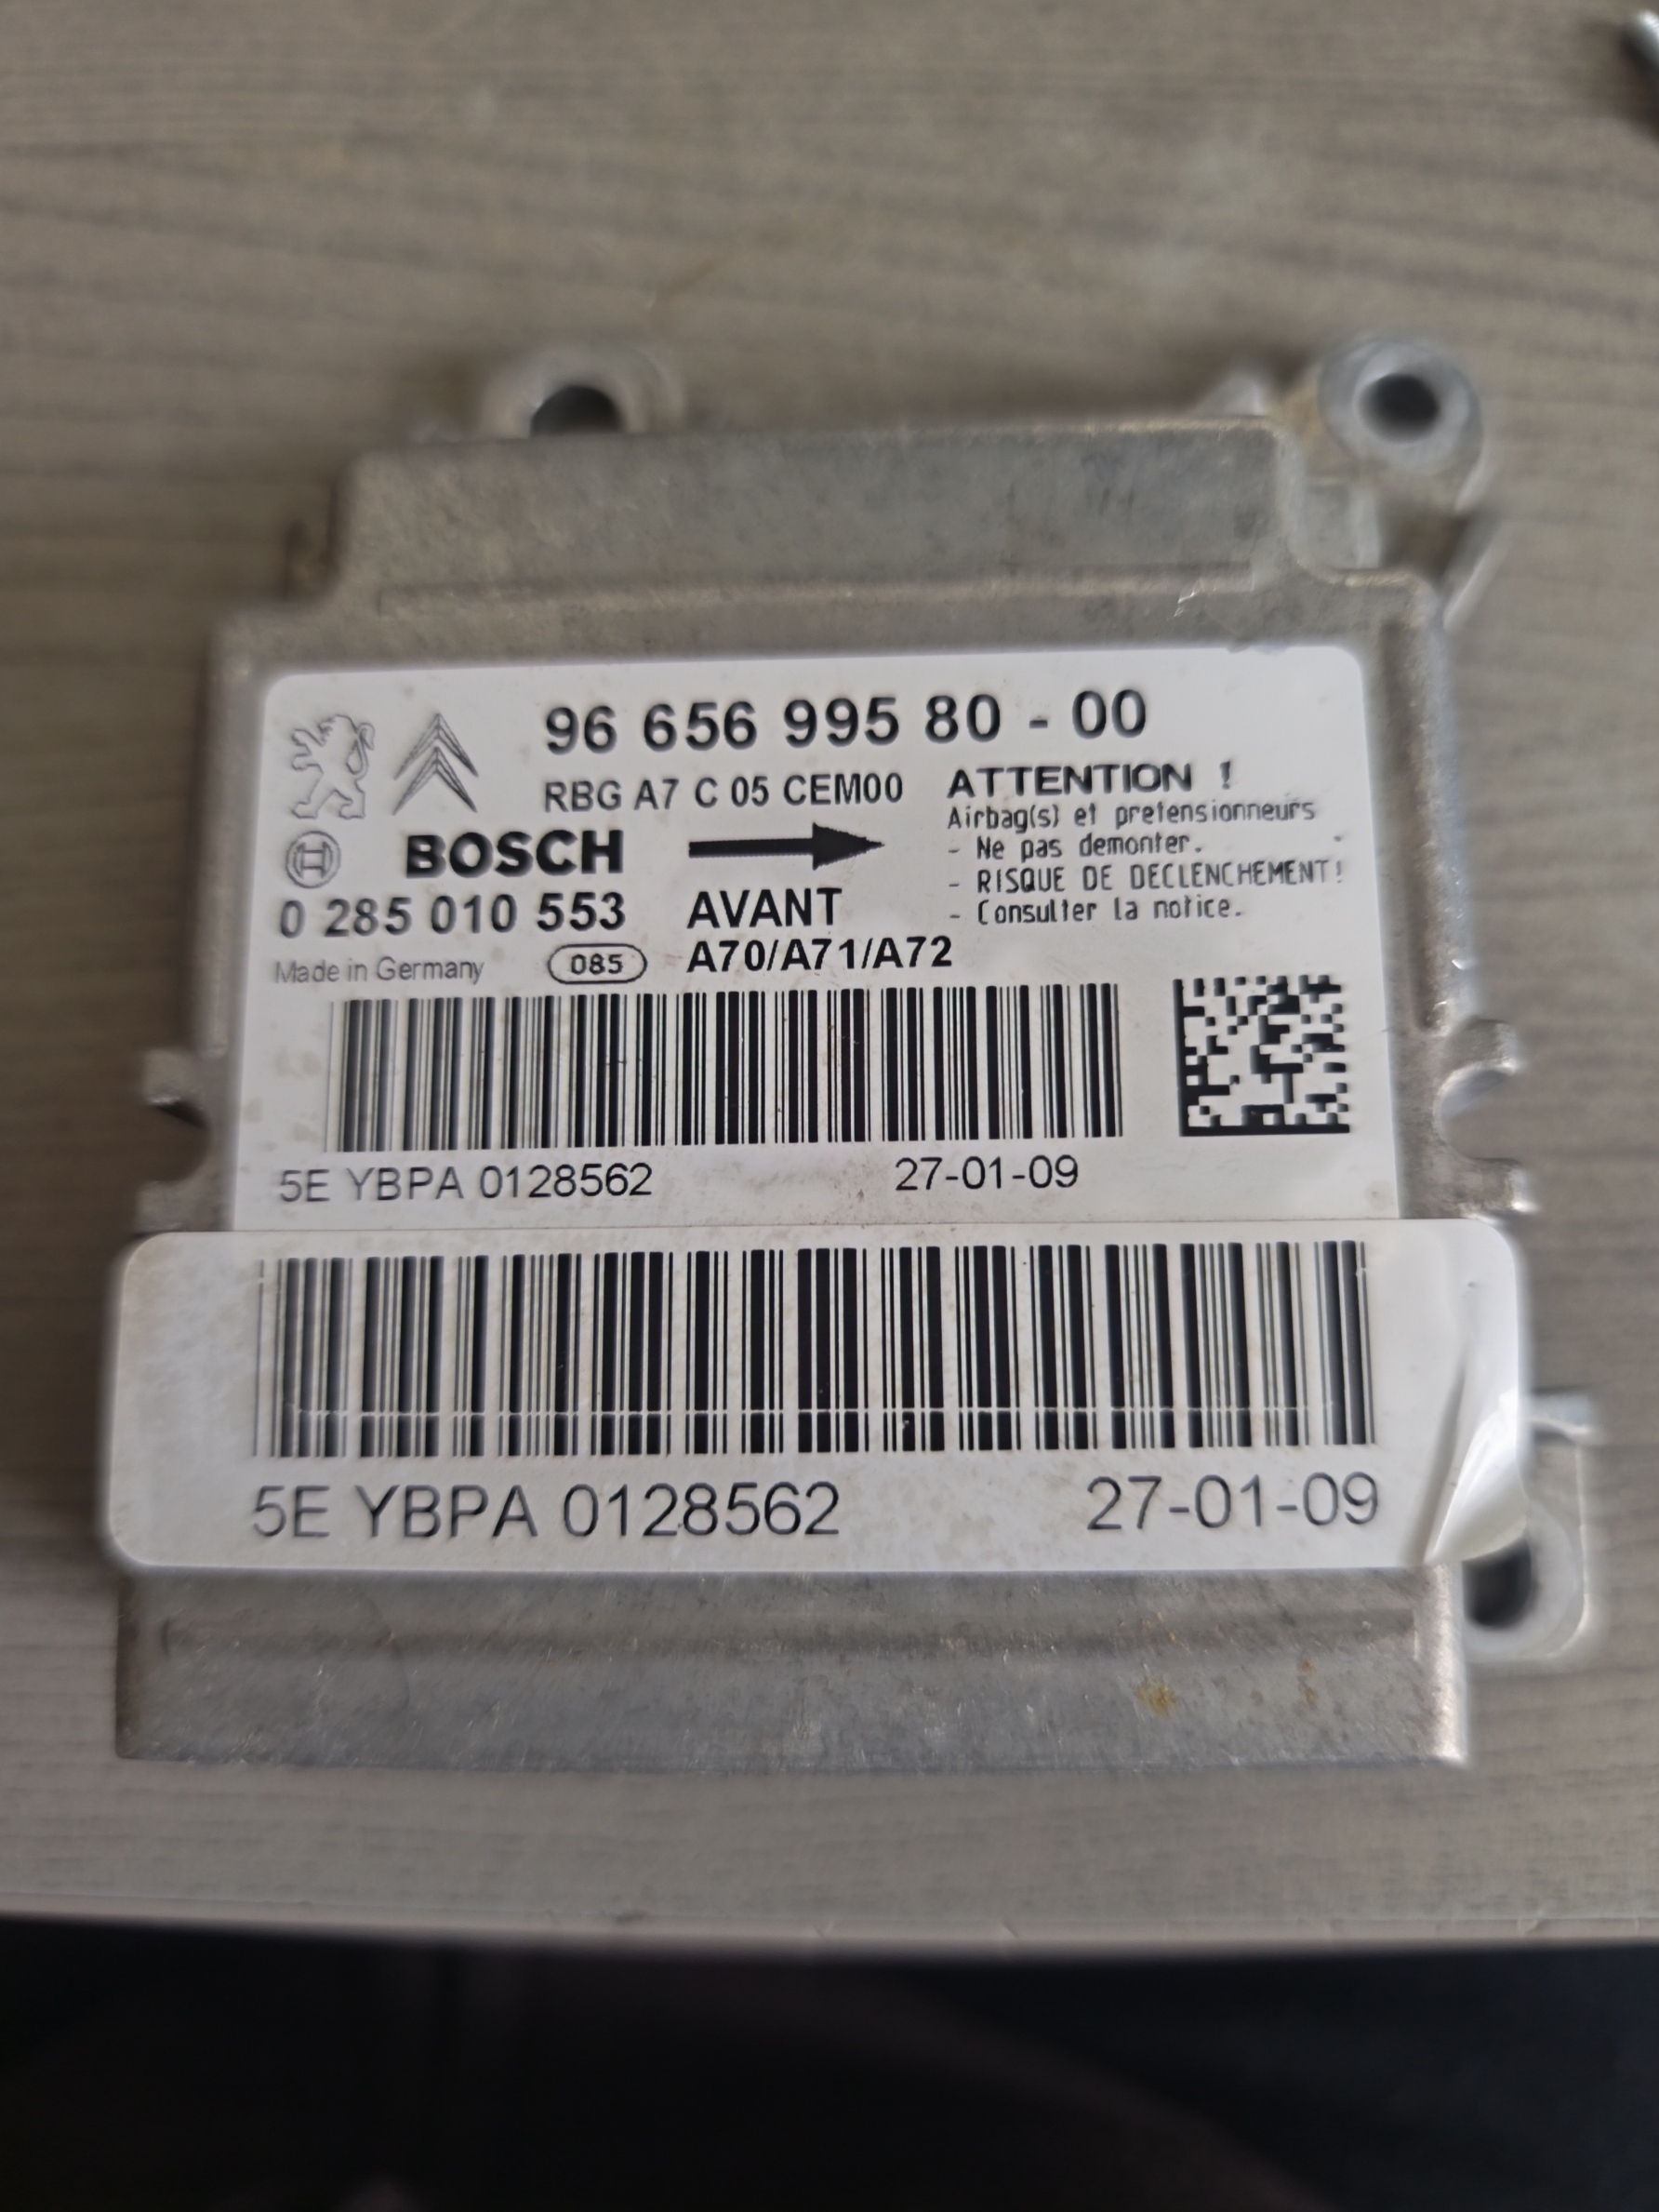 96 656 995 80 - 00
RBG A7 C 05 CEM00
ATTENTION !
Airbag(s) et pretensionneurs
- Ne pas demonter.
- RISQUE DE DECLENCHEMENT!
- Consulter la notice.
BOSCH
0 285 010 553
AVANT
Made in Germany
085
A70/A71/A72
5E YBPA 0128562 27-01-09
5E YBPA 0128562 27-01-09